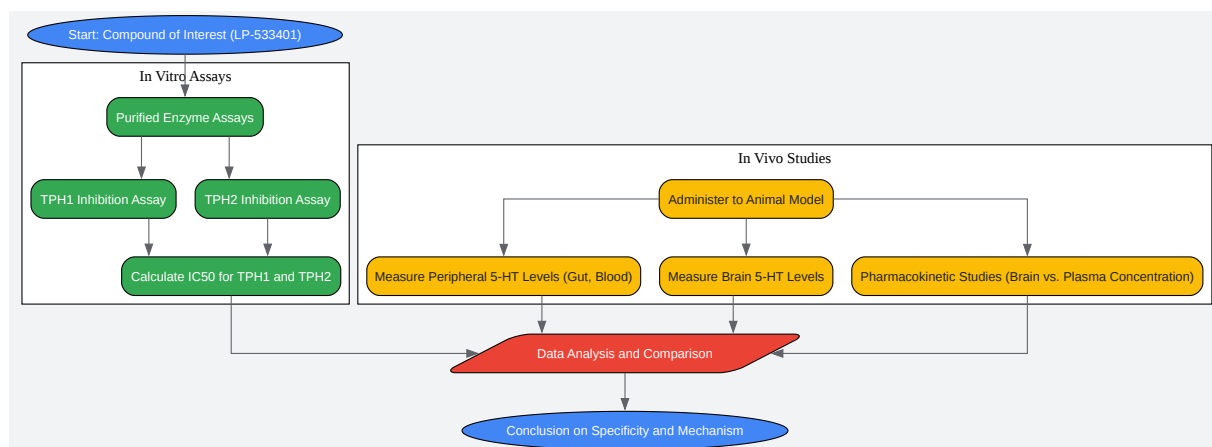 Start: Compound of Interest (LP-533401)
In Vitro Assays
Purified Enzyme Assays
TPH1 Inhibition Assay
TPH2 Inhibition Assay
Calculate IC50 for TPH1 and TPH2
In Vivo Studies
Administer to Animal Model
Measure Peripheral 5-HT Levels (Gut, Blood)
Measure Brain 5-HT Levels
Pharmacokinetic Studies (Brain vs. Plasma Concentration)
Data Analysis and Comparison
Conclusion on Specificity and Mechanism